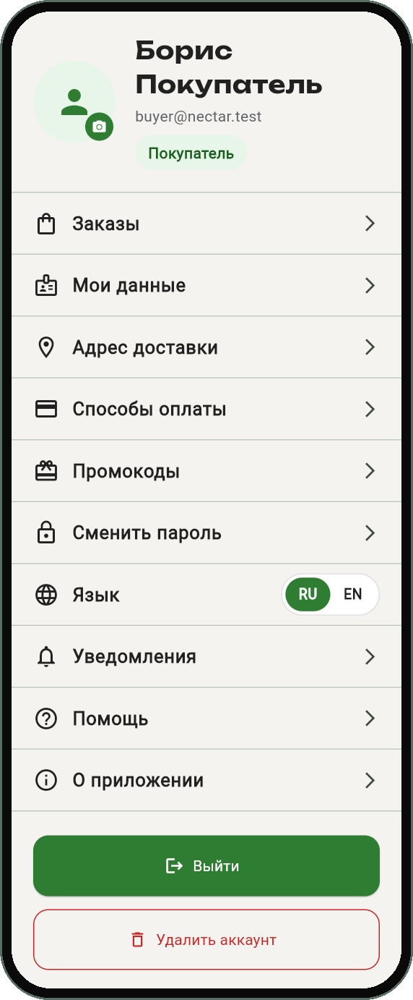 Борис
Покупатель
buyer@nectar.test
Покупатель
Заказы
Мои данные
Адрес доставки
Способы оплаты
Промокоды
Сменить пароль
Язык RU EN
Уведомления
Помощь
О приложении
Выйти
Удалить аккаунт